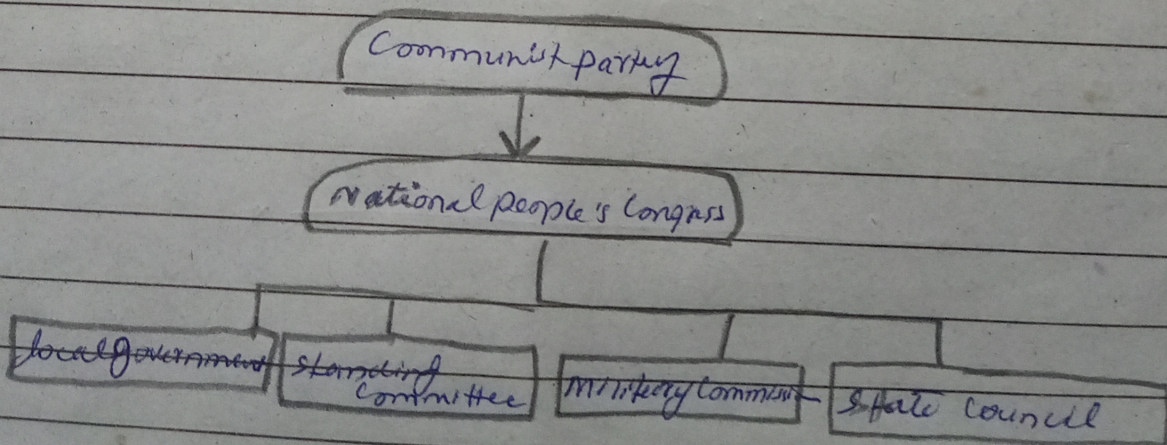 Communist party
National people's Congress
local government
Standing
Committee
Military Commission
State Council